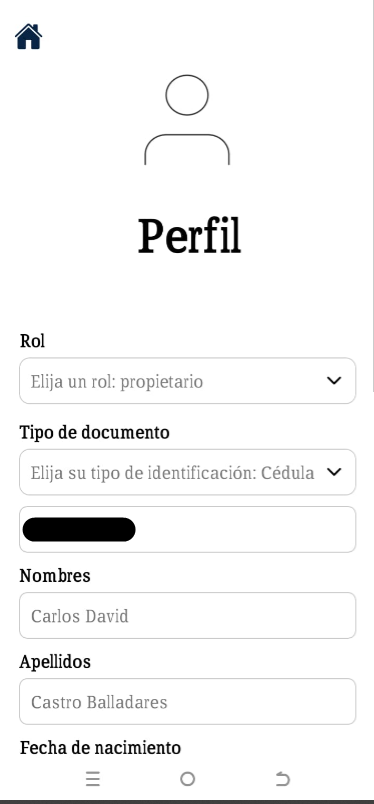 Perfil
Rol
Elija un rol: propietario
Tipo de documento
Elija su tipo de identificación: Cédula
Nombres
Carlos David
Apellidos
Castro Balladares
Fecha de nacimiento